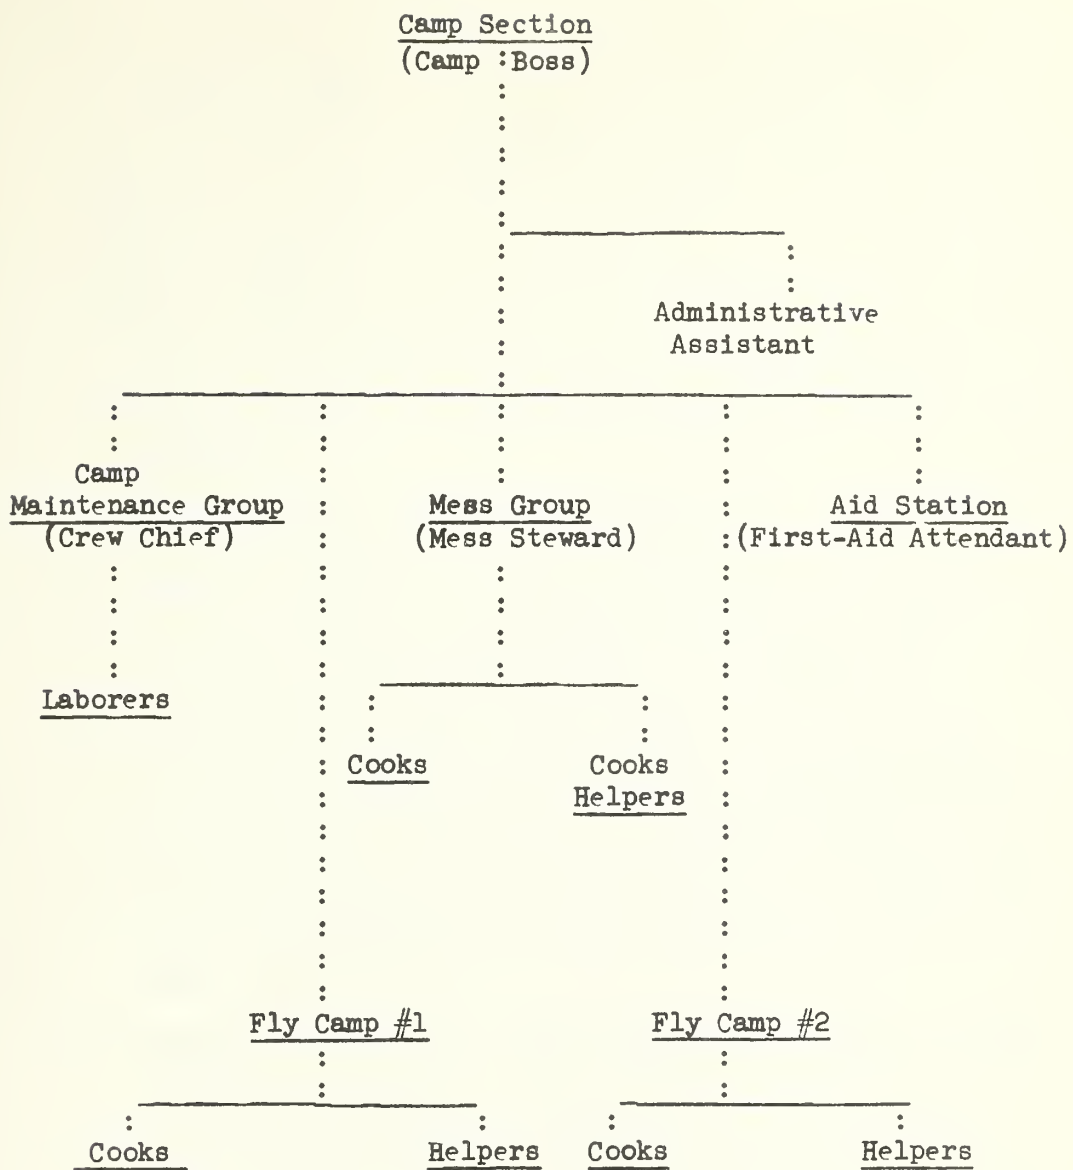 Camp Section
(Camp Boss)
Administrative
Assistant
Camp
Maintenance Group
(Crew Chief)
Mess Group
(Mess Steward)
Aid Station
(First-Aid Attendant)
Laborers
Cooks
Cooks
Helpers
Fly Camp #1
Fly Camp #2
Cooks
Helpers
Cooks
Helpers